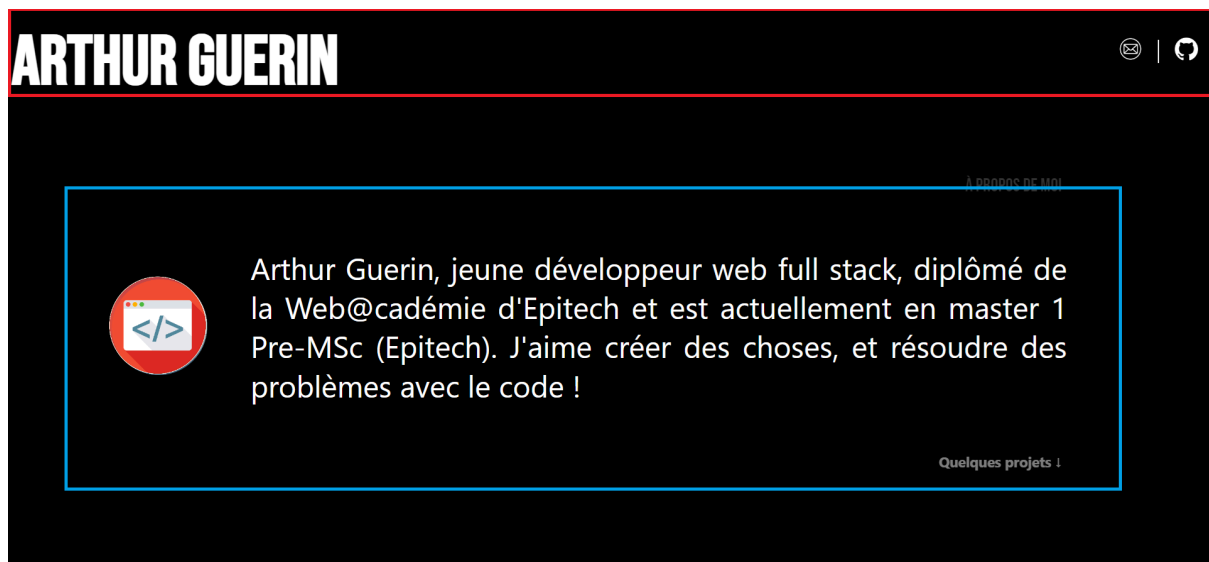 ARTHUR GUERIN
|
À PROPOS DE MOI
</>
Arthur Guerin, jeune développeur web full stack, diplômé de
la Web@cadémie d'Epitech et est actuellement en master 1
Pre-MSc (Epitech). J'aime créer des choses, et résoudre des
problèmes avec le code !
Quelques projets ↓